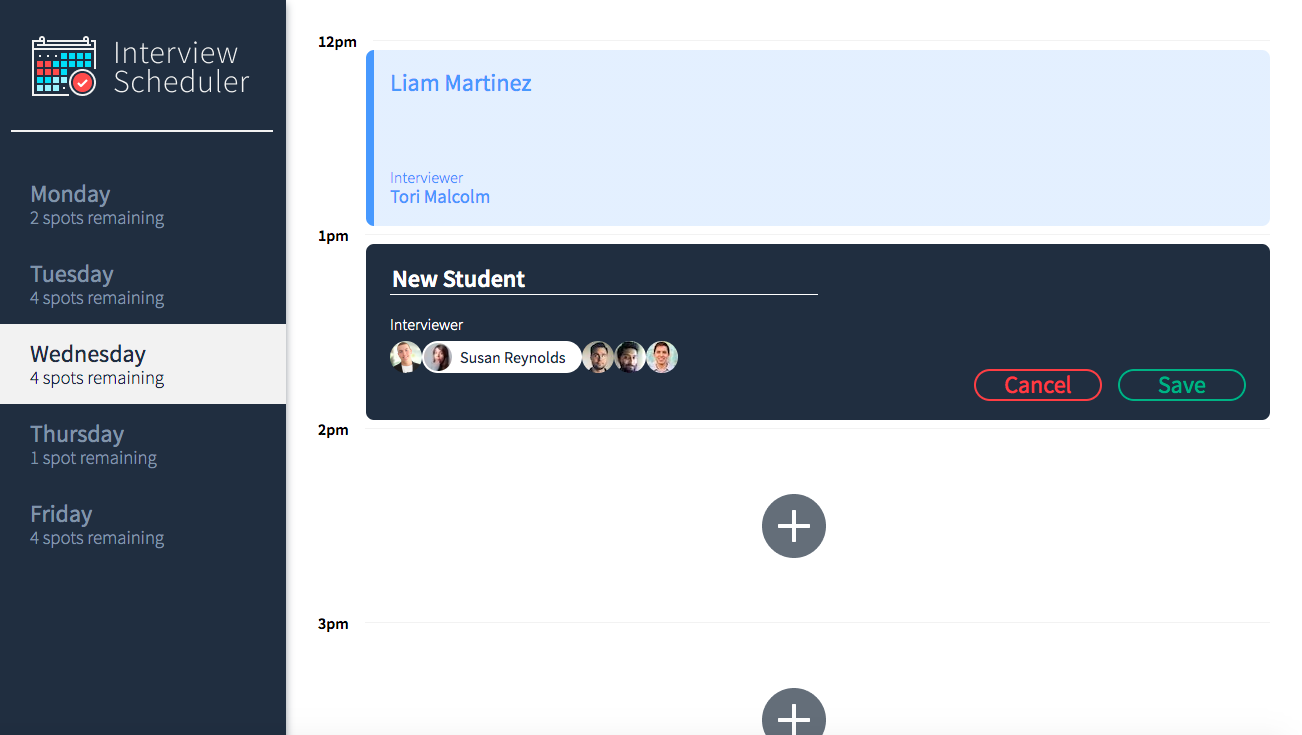 Interview
Scheduler
Monday
2 spots remaining
Tuesday
4 spots remaining
Wednesday
4 spots remaining
Thursday
1 spot remaining
Friday
4 spots remaining
12pm
Liam Martinez
Interviewer
Tori Malcolm
1pm
New Student
Interviewer
Susan Reynolds
Cancel
Save
2pm
3pm